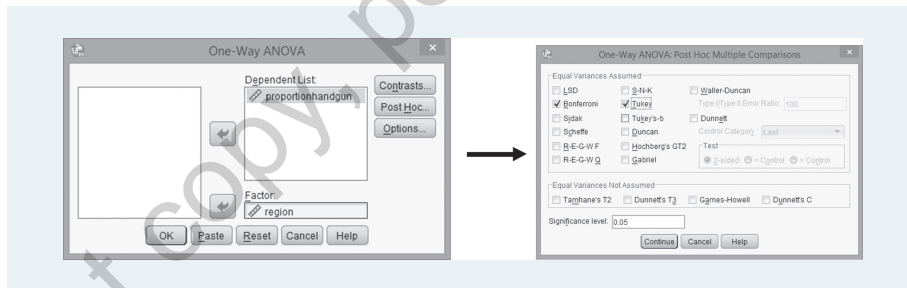 One-Way ANOVA
Dependent List:
proportionhandgun
Contrasts...
Post Hoc...
Options...
Factor:
region
OK Paste Reset Cancel Help
One-Way ANOVA: Post Hoc Multiple Comparisons
Equal Variances Assumed
LSD S-N-K Waller-Duncan
Bonferroni Tukey Type I/Type II Error Ratio: 100
Sidak Tukey's-b Dunnett
Scheffe Duncan Control Category: Last
R-E-G-W F Hochberg's GT2 Test
R-E-G-W Q Gabriel 2-sided < Control > Control
Equal Variances Not Assumed
Tamhane's T2 Dunnett's T3 Games-Howell Dunnett's C
Significance level: 0.05
Continue Cancel Help
t copy, p